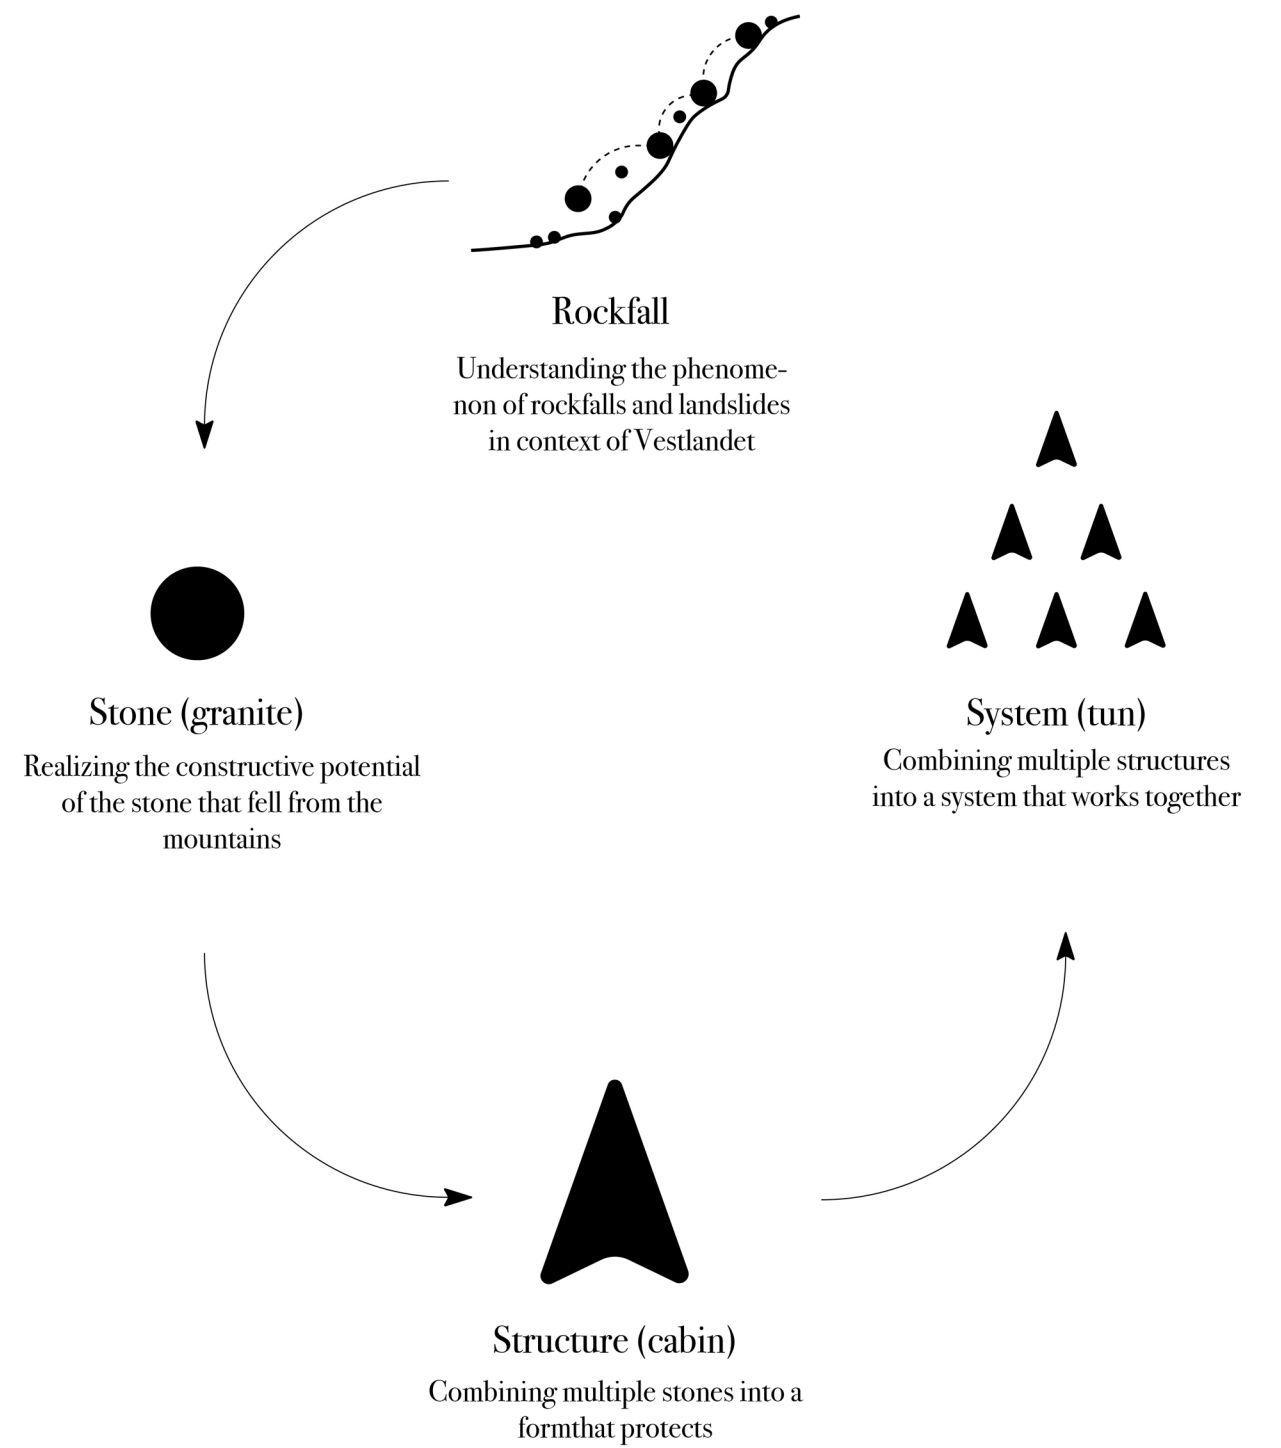 Rockfall
Understanding the phenome-
non of rockfalls and landslides
in context of Vestlandet
Stone (granite)
Realizing the constructive potential
of the stone that fell from the
mountains
Structure (cabin)
Combining multiple stones into a
formthat protects
System (tun)
Combining multiple structures
into a system that works together